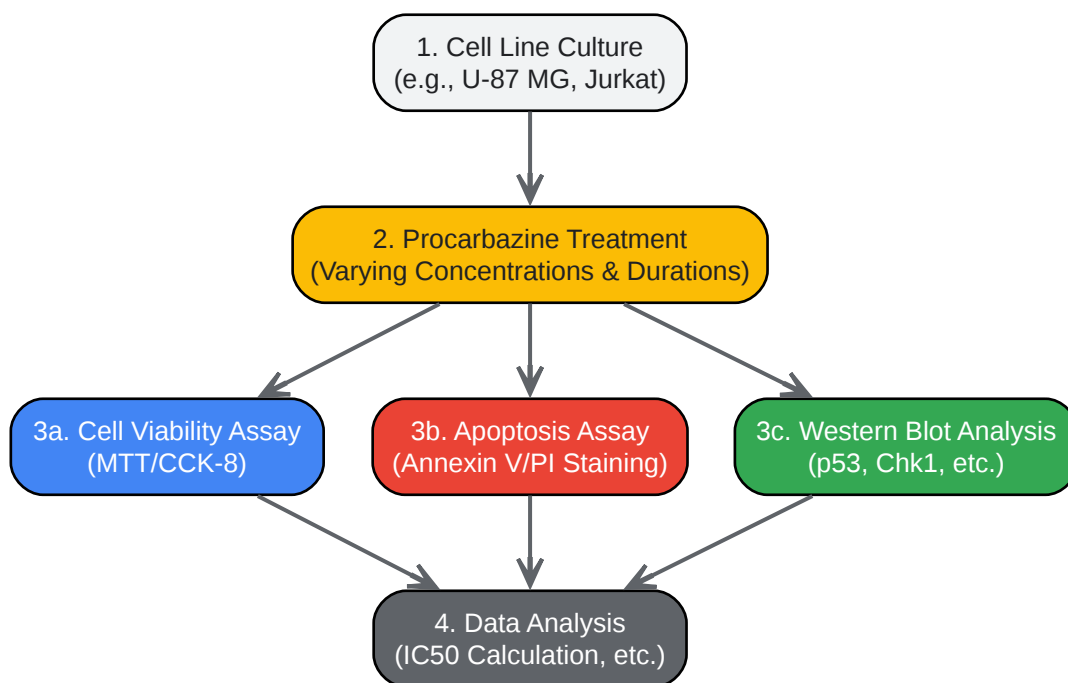 1. Cell Line Culture
(e.g., U-87 MG, Jurkat)
2. Procarbazine Treatment
(Varying Concentrations & Durations)
3a. Cell Viability Assay
(MTT/CCK-8)
3b. Apoptosis Assay
(Annexin V/PI Staining)
3c. Western Blot Analysis
(p53, Chk1, etc.)
4. Data Analysis
(IC50 Calculation, etc.)